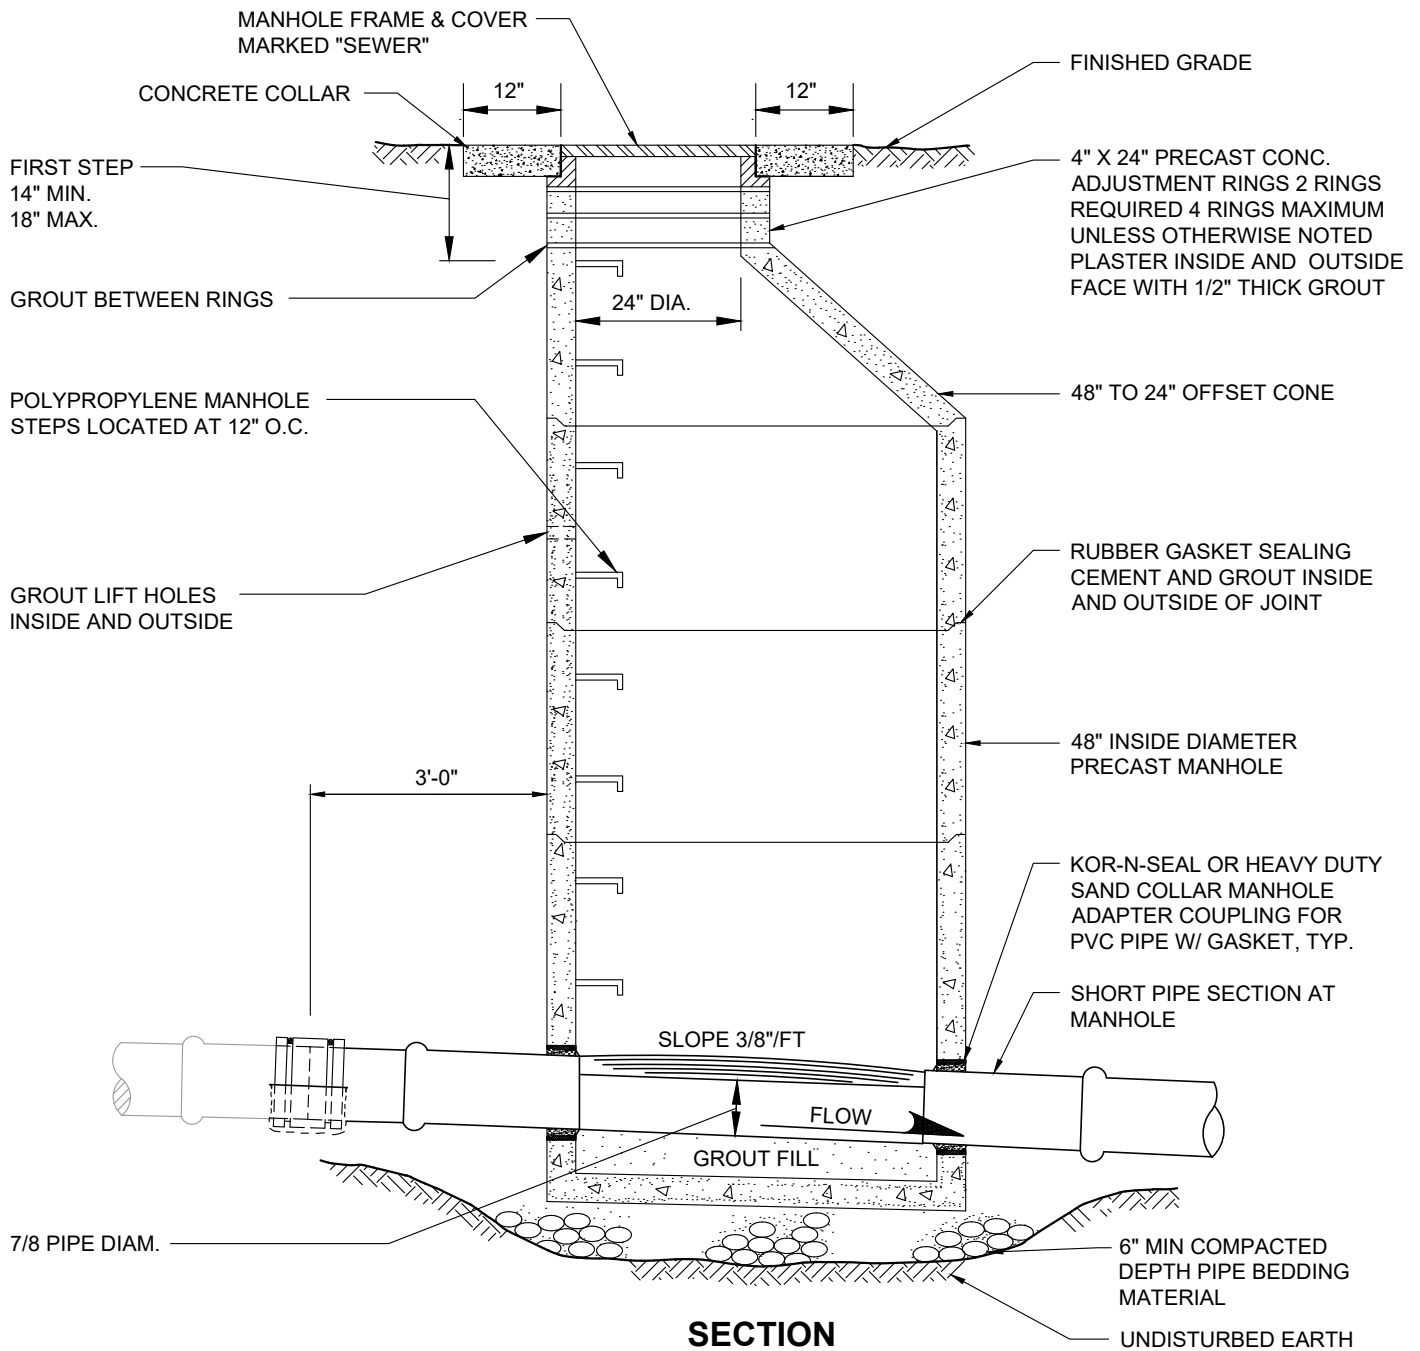 MANHOLE FRAME & COVER
MARKED "SEWER"
FINISHED GRADE
CONCRETE COLLAR
12"
12"
FIRST STEP
14" MIN.
18" MAX.
4" X 24" PRECAST CONC.
ADJUSTMENT RINGS 2 RINGS
REQUIRED 4 RINGS MAXIMUM
UNLESS OTHERWISE NOTED
PLASTER INSIDE AND OUTSIDE
FACE WITH 1/2" THICK GROUT
GROUT BETWEEN RINGS
24" DIA.
POLYPROPYLENE MANHOLE
STEPS LOCATED AT 12" O.C.
48" TO 24" OFFSET CONE
GROUT LIFT HOLES
INSIDE AND OUTSIDE
RUBBER GASKET SEALING
CEMENT AND GROUT INSIDE
AND OUTSIDE OF JOINT
48" INSIDE DIAMETER
PRECAST MANHOLE
3'-0"
KOR-N-SEAL OR HEAVY DUTY
SAND COLLAR MANHOLE
ADAPTER COUPLING FOR
PVC PIPE W/ GASKET, TYP.
SHORT PIPE SECTION AT
MANHOLE
SLOPE 3/8"/FT
FLOW
GROUT FILL
7/8 PIPE DIAM.
6" MIN COMPACTED
DEPTH PIPE BEDDING
MATERIAL
UNDISTURBED EARTH
SECTION